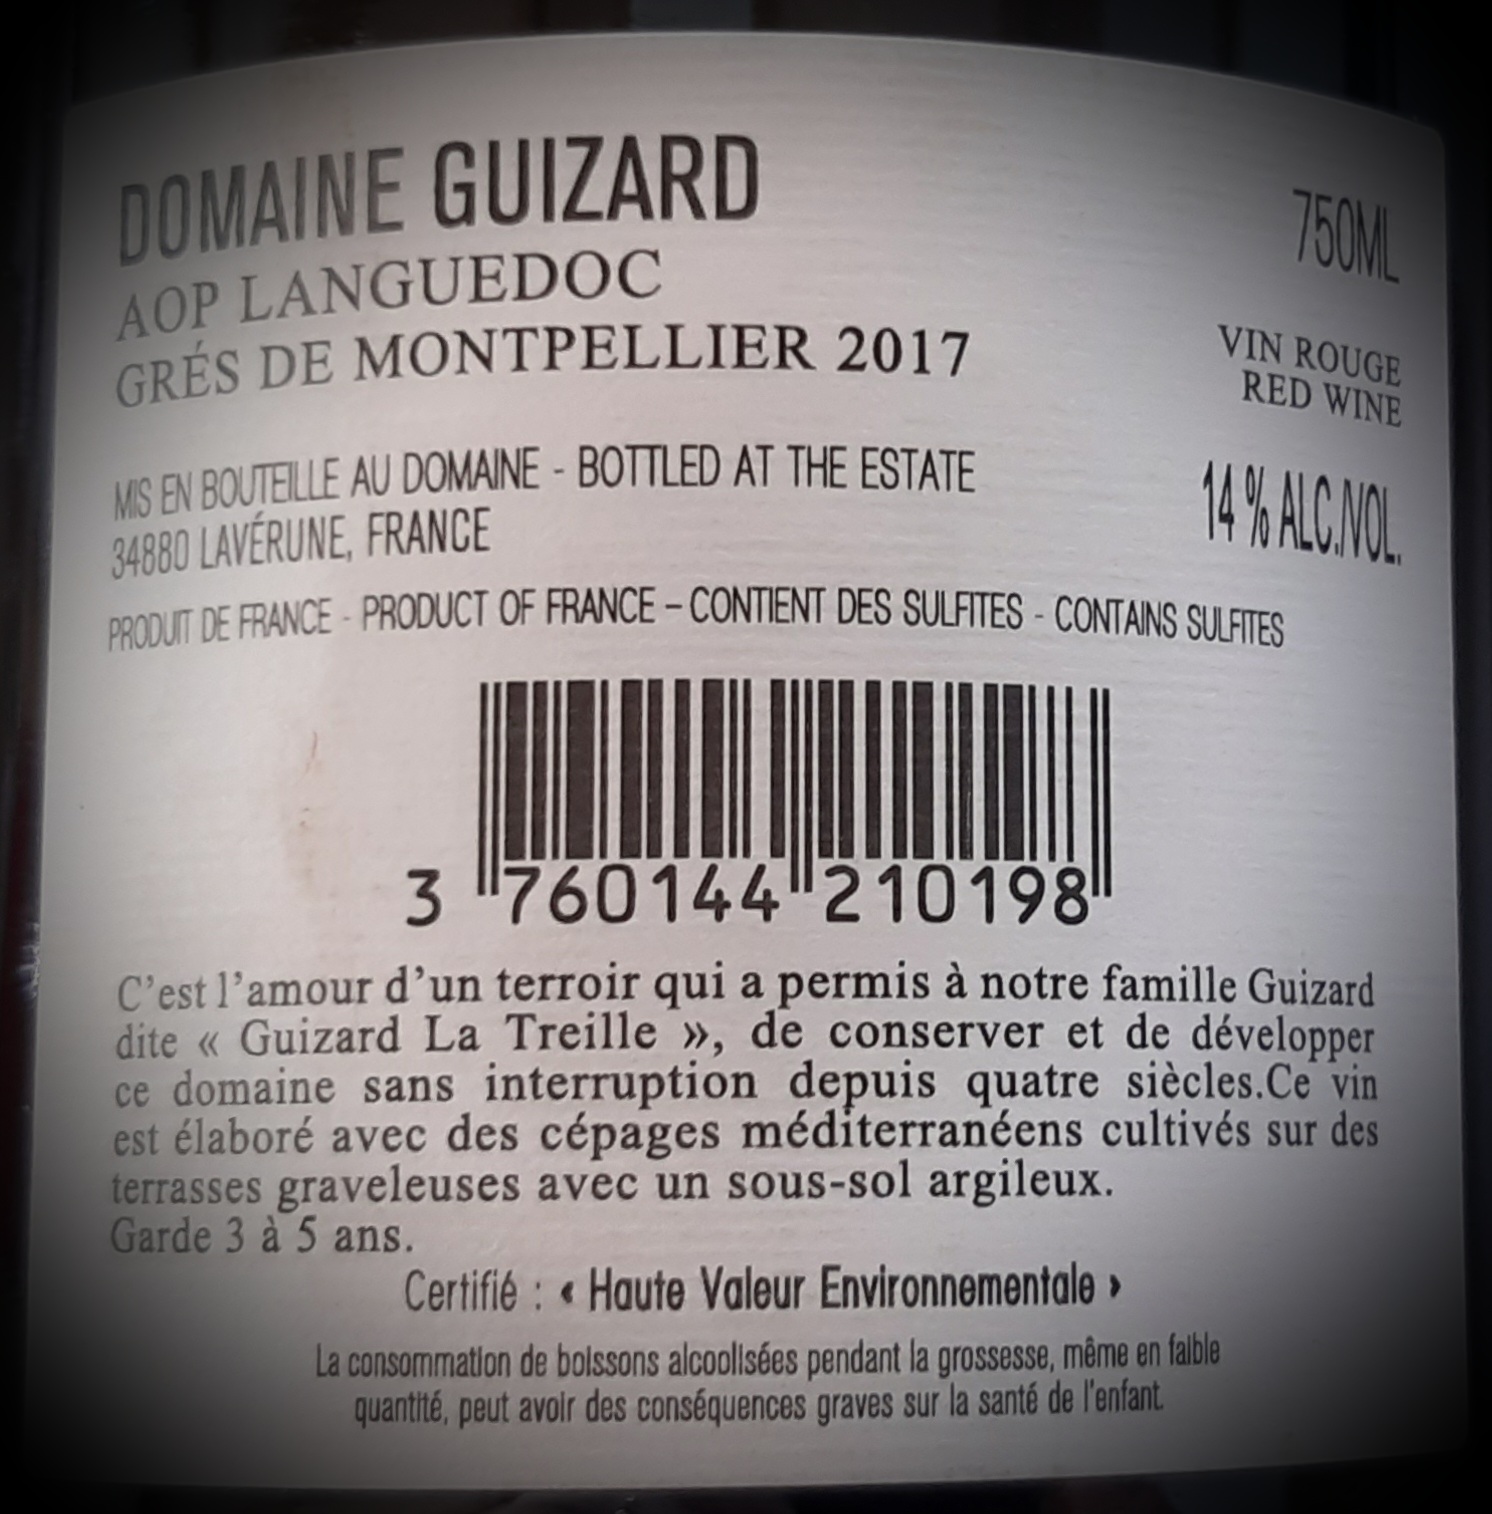 DOMAINE GUIZARD
AOP LANGUEDOC
GRÉS DE MONTPELLIER 2017
750ML
VIN ROUGE
RED WINE
MIS EN BOUTEILLE AU DOMAINE - BOTTLED AT THE ESTATE
34880 LAVÉRUNE, FRANCE
14 % ALC./VOL.
PRODUIT DE FRANCE - PRODUCT OF FRANCE – CONTIENT DES SULFITES - CONTAINS SULFITES
3 760144 210198
C'est l'amour d'un terroir qui a permis à notre famille Guizard
dite « Guizard La Treille », de conserver et de développer
ce domaine sans interruption depuis quatre siècles.Ce vin
est élaboré avec des cépages méditerranéens cultivés sur des
terrasses graveleuses avec un sous-sol argileux.
Garde 3 à 5 ans.
Certifié : « Haute Valeur Environnementale »
La consommation de boissons alcoolisées pendant la grossesse, même en faible
quantité, peut avoir des conséquences graves sur la santé de l'enfant.